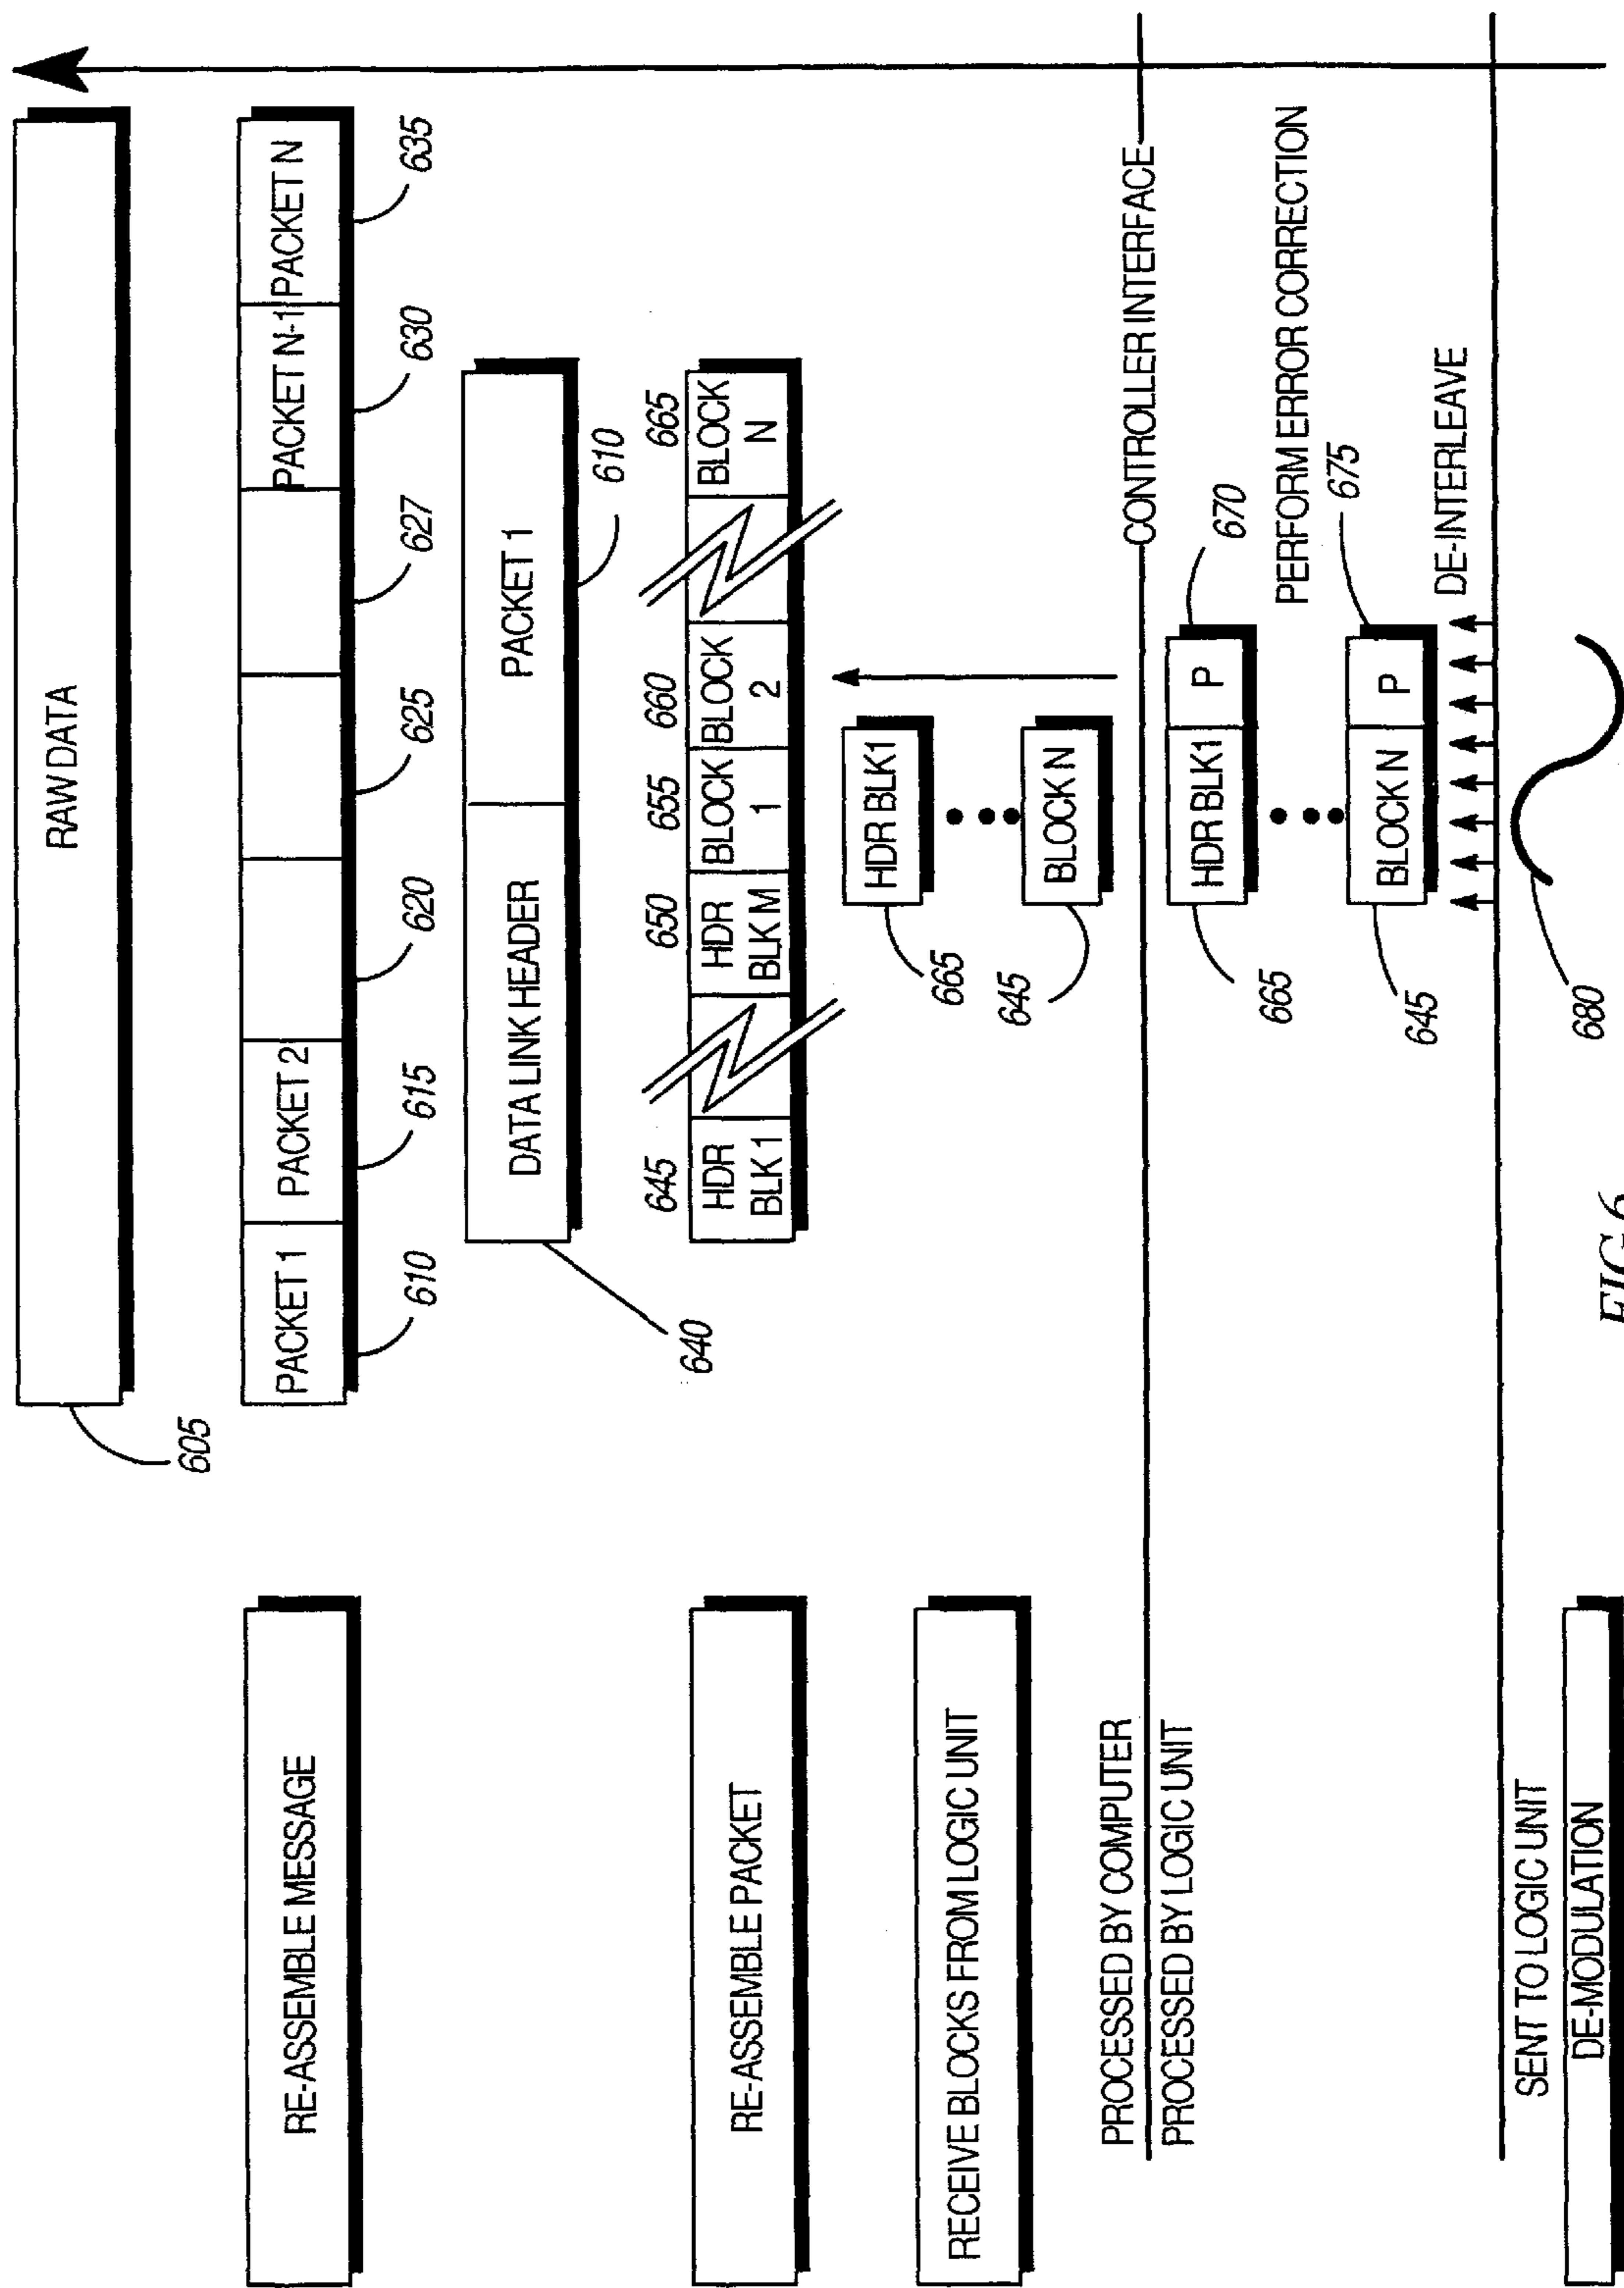 RAW DATA
605
RE-ASSEMBLE MESSAGE
PACKET 1
PACKET 2
PACKET N-1
PACKET N
610
615
620
625
627
630
635
DATA LINK HEADER
PACKET 1
640
610
RE-ASSEMBLE PACKET
645
650
655
660
665
HDR
BLK 1
HDR
BLK M
BLOCK
1
BLOCK
2
BLOCK
N
RECEIVE BLOCKS FROM LOGIC UNIT
HDR BLK1
665
BLOCK N
645
PROCESSED BY COMPUTER
CONTROLLER INTERFACE
PROCESSED BY LOGIC UNIT
HDR BLK1
P
670
665
PERFORM ERROR CORRECTION
BLOCK N
P
675
645
DE-INTERLEAVE
SENT TO LOGIC UNIT
DE-MODULATION
680
FIG.6